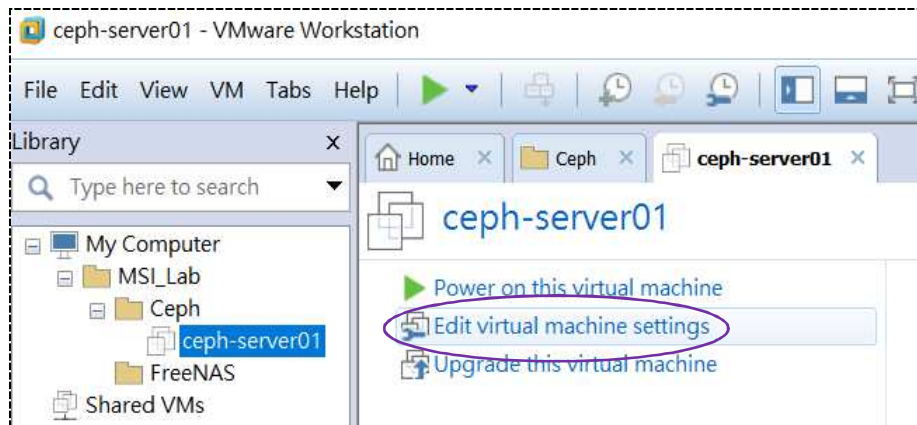 ceph-server01 - VMware Workstation
File Edit View VM Tabs Help
Library x
Home × Ceph × ceph-server01 ×
Type here to search
ceph-server01
My Computer
MSI_Lab
Ceph
ceph-server01
FreeNAS
Shared VMs
Power on this virtual machine
Edit virtual machine settings
Upgrade this virtual machine